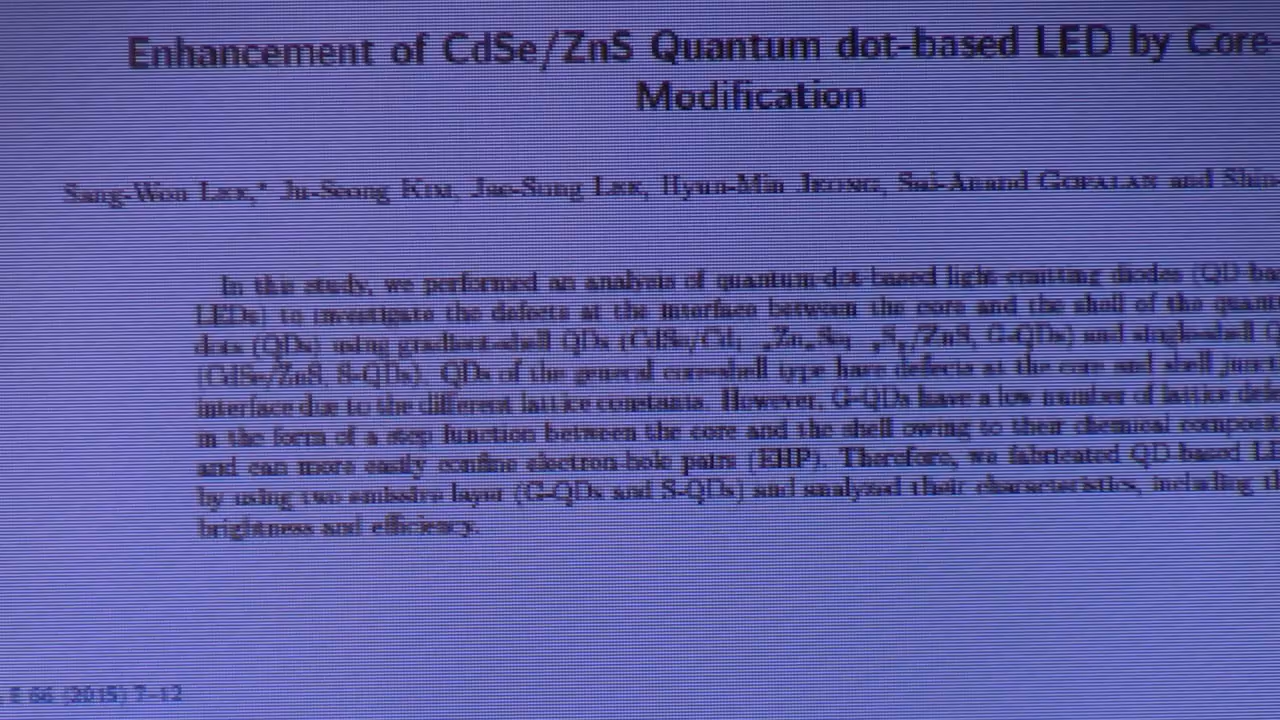 Enhancement of CdSe/ZnS Quantum dot-based LED by Core-
Modification
Sang-Won LEE,* Ju-Seong KIM, Jae-Sung LEE, Hyun-Min JEONG, Sai-Anand GOPALAN and
In this study, we performed an analysis of quantum-dot based light-emitting diodes (QD-bas
LEDs) to investigate the defects at the interface between the core and the shell of the quant
dots (QDs) using gradient-shell QDs and single-shell
(CdSe/ZnS, S-QDs). QDs of the general core-shell type have defects at the core and shell junct
interface due to the different lattice constants. However, G-QDs have a low number of lattice defe
in the form of a step function between the core and the shell owing to their chemical composit
and can more easily confine electron-hole pairs (EHP). Therefore, we fabricated QD-based LE
by using two emissive layer (G-QDs and S-QDs) and analyzed their characteristics, including th
brightness and efficiency.
E 66 (2015) 7–12